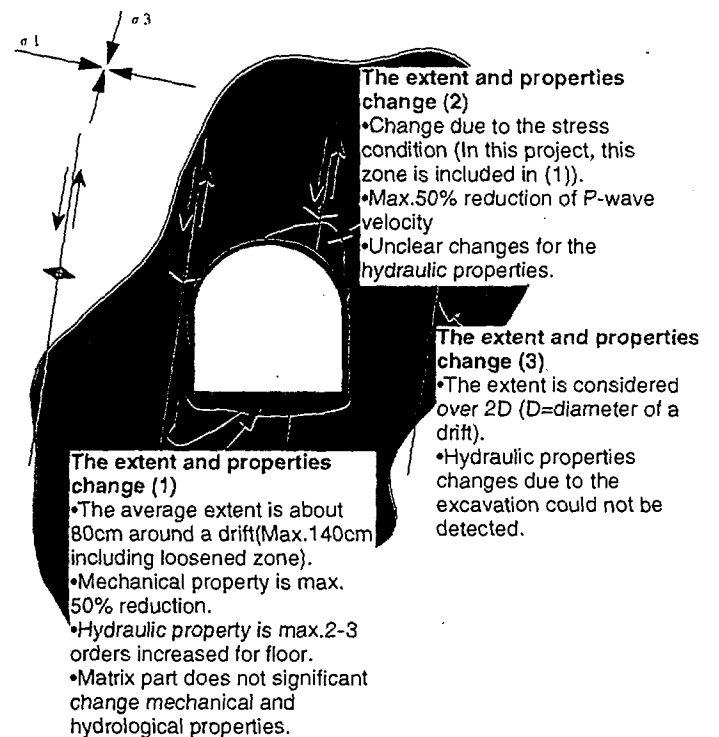 σ 3
σ 1
The extent and properties
change (2)
•Change due to the stress
condition (In this project, this
zone is included in (1)).
•Max.50% reduction of P-wave
velocity
•Unclear changes for the
hydraulic properties.
The extent and properties
change (3)
•The extent is considered
over 2D (D=diameter of a
drift).
•Hydraulic properties
changes due to the
excavation could not be
detected.
The extent and properties
change (1)
•The average extent is about
80cm around a drift(Max.140cm
including loosened zone).
•Mechanical property is max.
50% reduction.
•Hydraulic property is max.2-3
orders increased for floor.
•Matrix part does not significant
change mechanical and
hydrological properties.